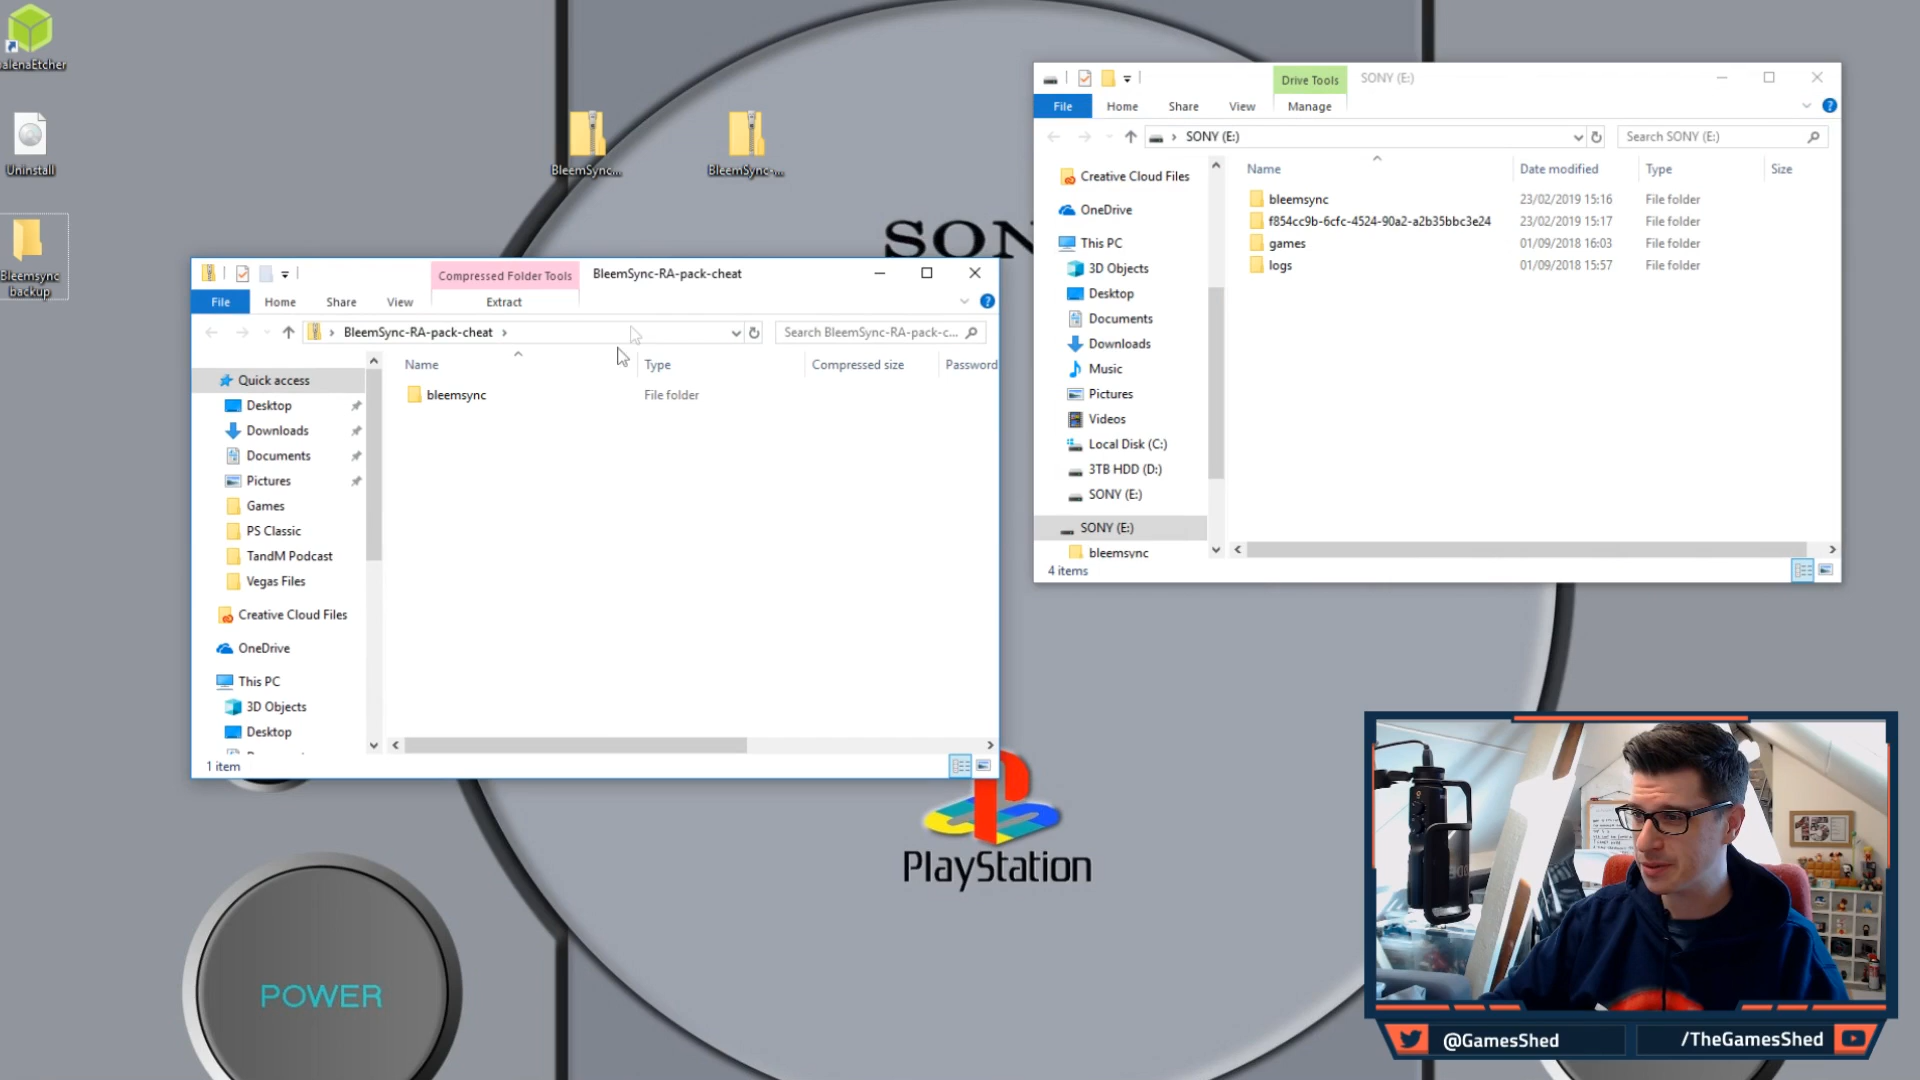 alenaEtcher
Uninstall
Bleemsync
backup
BleemSync...
BleemSync-...
SON
Drive Tools
SONY (E:)
File
Home
Share
View
Manage
SONY (E:)
Search SONY (E:)
Creative Cloud Files
OneDrive
This PC
3D Objects
Desktop
Documents
Downloads
Music
Pictures
Videos
Local Disk (C:)
3TB HDD (D:)
SONY (E:)
SONY (E:)
bleemsync
Name
Date modified
Type
Size
bleemsync
23/02/2019 15:16
File folder
f854cc9b-6cfc-4524-90a2-a2b35bbc3e24
23/02/2019 15:17
File folder
games
01/09/2018 16:03
File folder
logs
01/09/2018 15:57
File folder
4 items
Compressed Folder Tools
BleemSync-RA-pack-cheat
File
Home
Share
View
Extract
BleemSync-RA-pack-cheat
Search BleemSync-RA-pack-c...
Quick access
Desktop
Downloads
Documents
Pictures
Games
PS Classic
TandM Podcast
Vegas Files
Creative Cloud Files
OneDrive
This PC
3D Objects
Desktop
Name
Type
Compressed size
Password
bleemsync
File folder
1 item
PlayStation
POWER
@GamesShed
/TheGamesShed